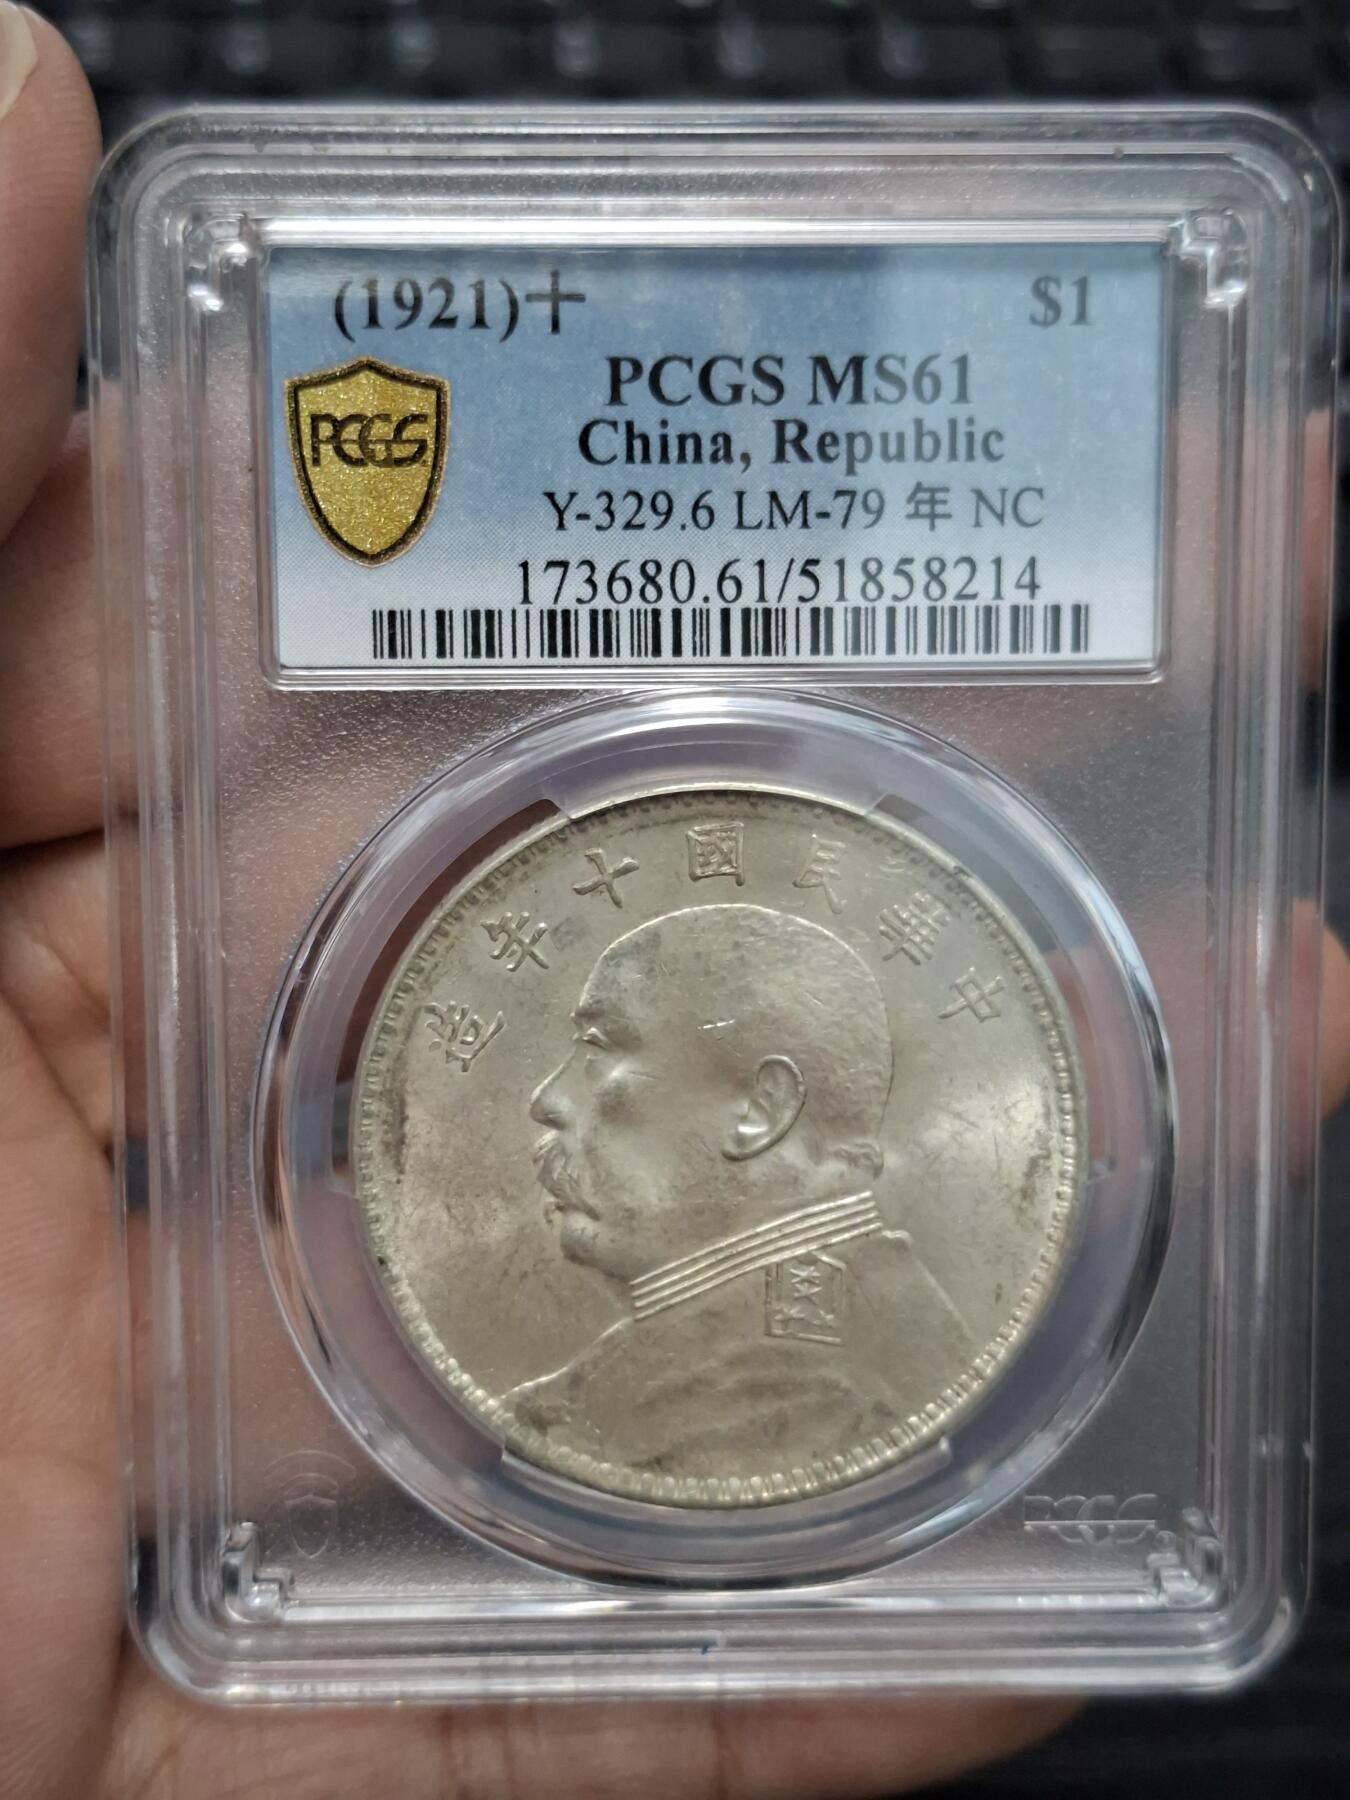 (1921)十 $1
PCGS MS61
China, Republic
PCGS
Y-329.6 LM-79 年 NC
173680.61/51858214
造年十國民華中
PCGS